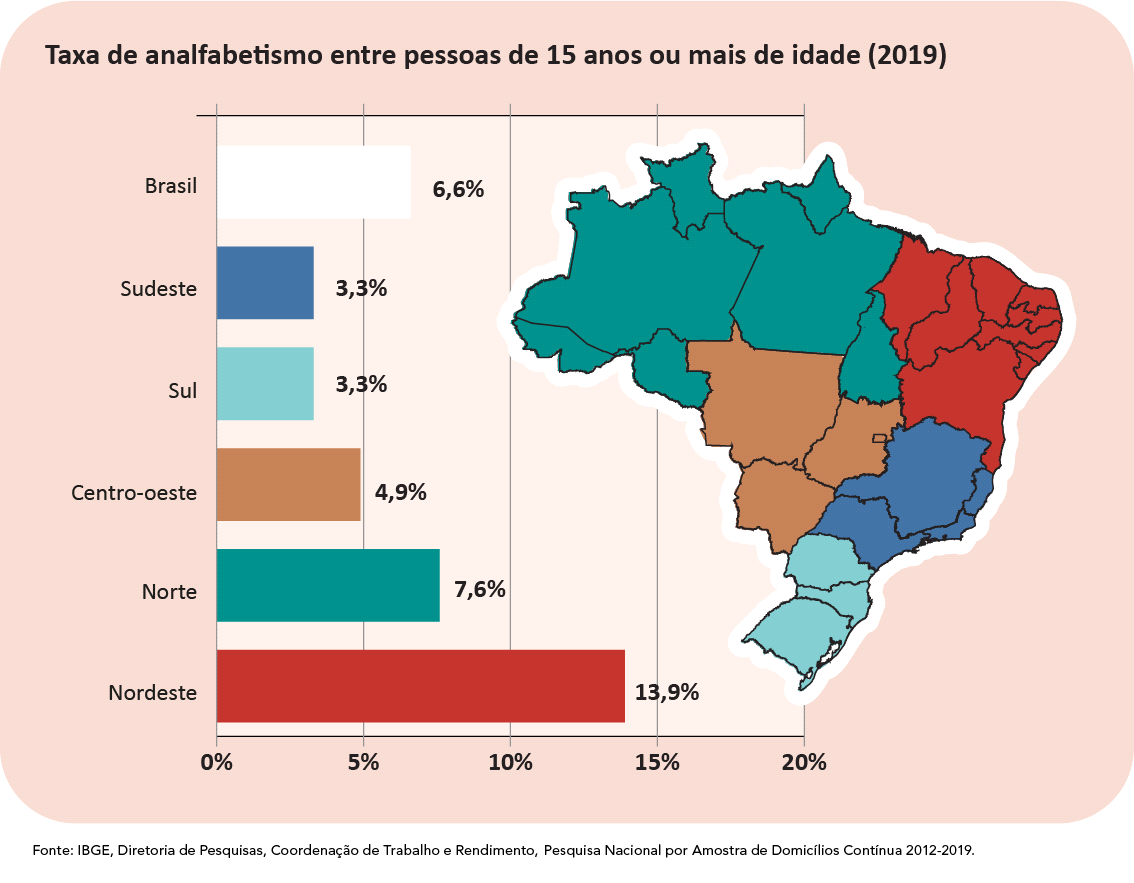 Taxa de analfabetismo entre pessoas de 15 anos ou mais de idade (2019)
Brasil 6,6%
Sudeste 3,3%
Sul 3,3%
Centro-oeste 4,9%
Norte 7,6%
Nordeste 13,9%
0% 5% 10% 15% 20%
Fonte: IBGE, Diretoria de Pesquisas, Coordenação de Trabalho e Rendimento, Pesquisa Nacional por Amostra de Domicílios Contínua 2012-2019.